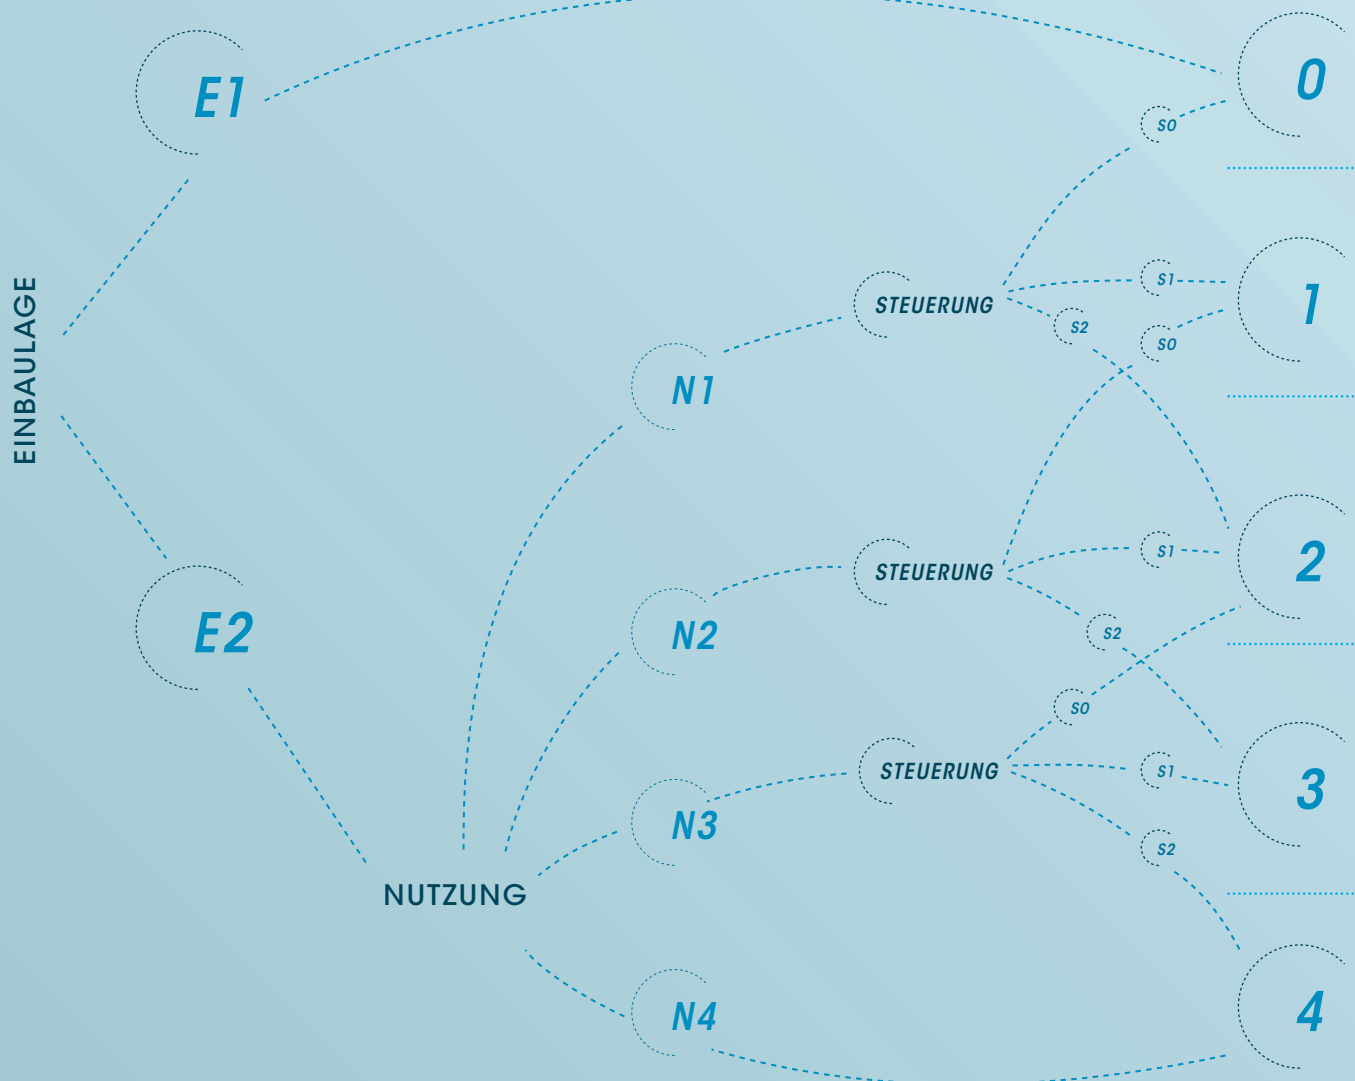 EINBAULAGE
E1
E2
NUTZUNG
N1
N2
N3
N4
STEUERUNG
S0
S1
S2
STEUERUNG
S0
S1
S2
STEUERUNG
S0
S1
S2
0
1
2
3
4